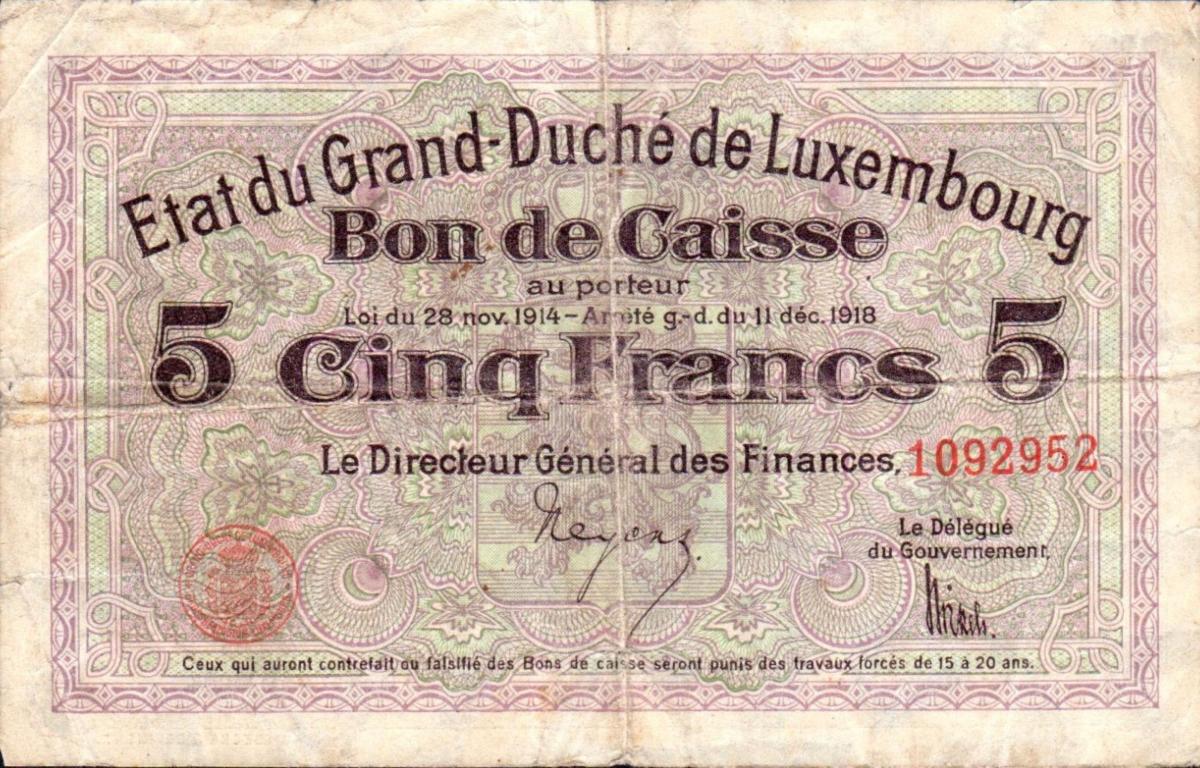 Etat du Grand-Duché de Luxembourg
Bon de Caisse
au porteur
Loi du 28 nov. 1914 – Arrêté g.-d. du 11 déc. 1918
5 Cinq Francs 5
Le Directeur Général des Finances,
1092952
Neyens.
Le Délégué
du Gouvernement,
Ceux qui auront contrefait ou falsifié des Bons de caisse seront punis des travaux forcés de 15 à 20 ans.